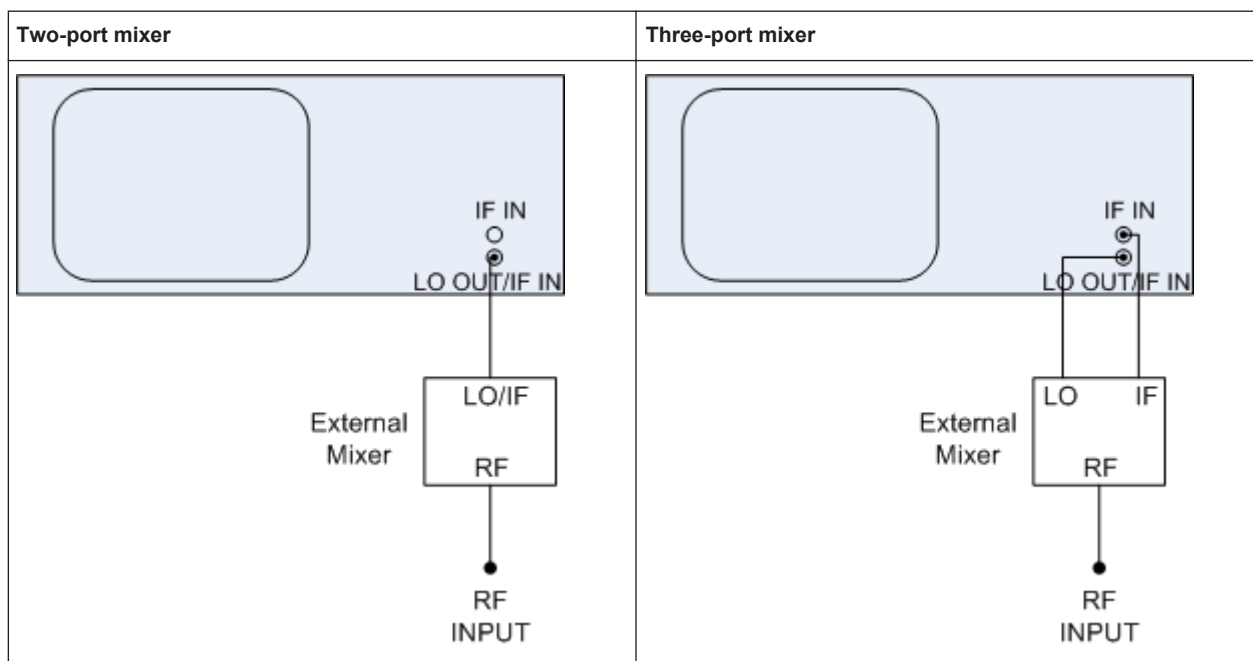 Two-port mixer
Three-port mixer
IF IN
LO OUT/IF IN
LO/IF
External
Mixer
RF
RF
INPUT
IF IN
LO OUT/IF IN
LO IF
External
Mixer
RF
RF
INPUT